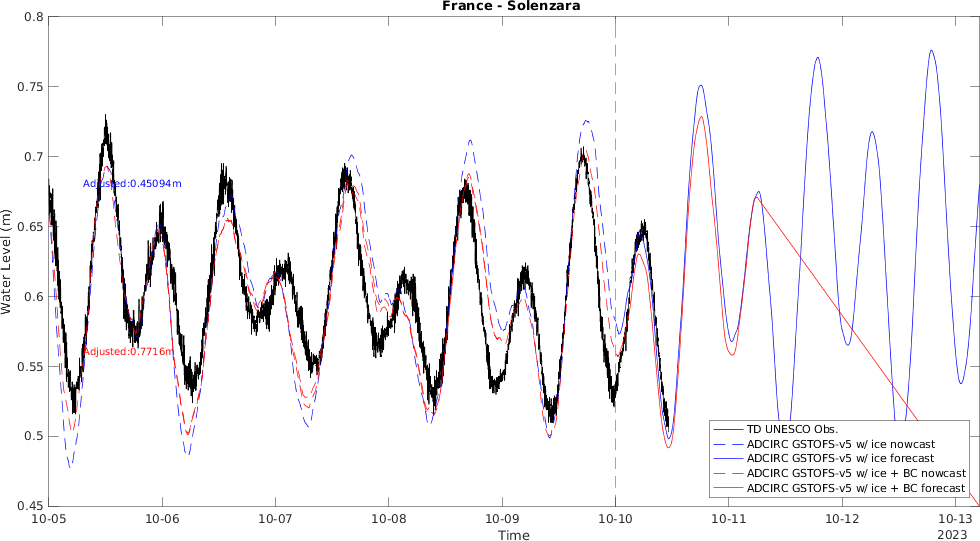 France - Solenzara
0.8
0.75
0.7
0.65
0.6
0.55
0.5
0.45
Water Level (m)
Adjusted:0.45094m
Adjusted:0.7716m
TD UNESCO Obs.
ADCIRC GSTOFS-v5 w/ ice nowcast
ADCIRC GSTOFS-v5 w/ ice forecast
ADCIRC GSTOFS-v5 w/ ice + BC nowcast
ADCIRC GSTOFS-v5 w/ ice + BC forecast
10-05 10-06 10-07 10-08 10-09 10-10 10-11 10-12 10-13
Time
2023